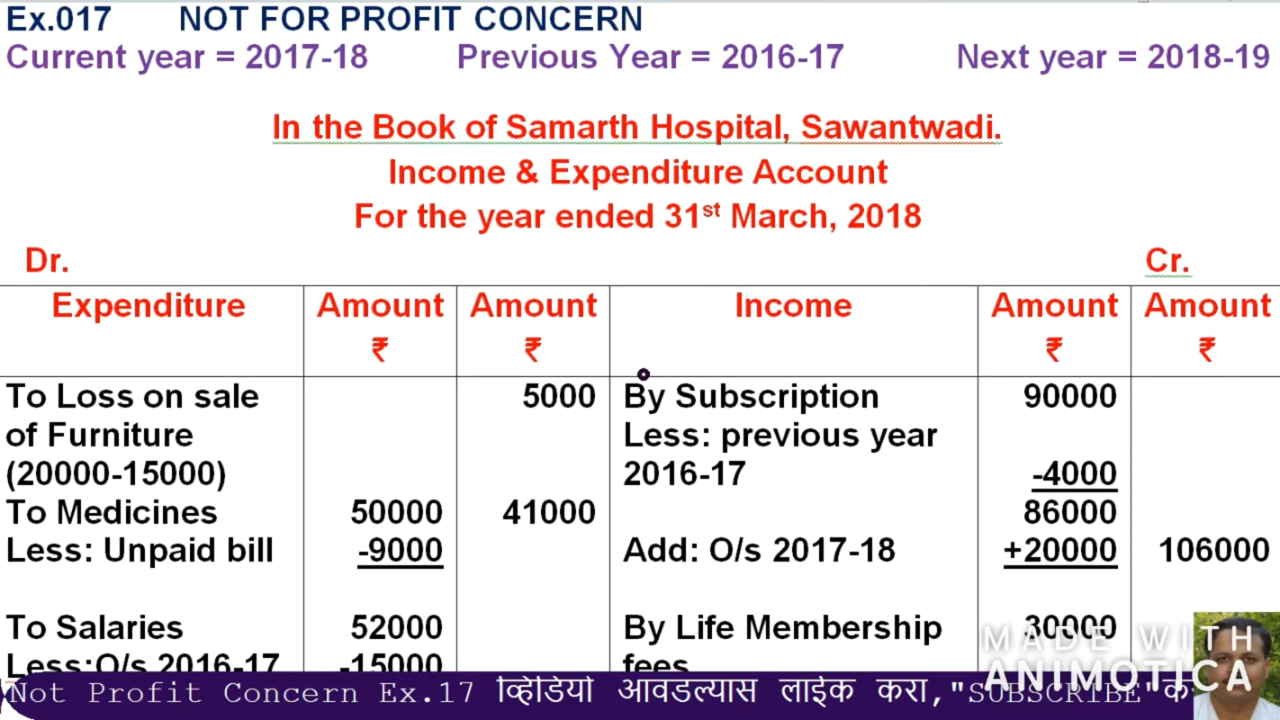 Ex.017 NOT FOR PROFIT CONCERN
Current year = 2017-18 Previous Year = 2016-17 Next year = 2018-19
In the Book of Samarth Hospital, Sawantwadi.
Income & Expenditure Account
For the year ended 31st March, 2018
Dr. Cr.
Expenditure Amount Amount Income Amount Amount
₹ ₹ ₹ ₹
To Loss on sale 5000 By Subscription 90000
of Furniture Less: previous year
(20000-15000) 2016-17 -4000
To Medicines 50000 41000 86000
Less: Unpaid bill -9000 Add: O/s 2017-18 +20000 106000
To Salaries 52000 By Life Membership 30000
Less:O/s 2016-17 -15000 fees
MADE WITH
ANIMOTICA
Not Profit Concern Ex.17 व्हिडियो आवडल्यास लाईक करा,"SUBSCRIBE"क